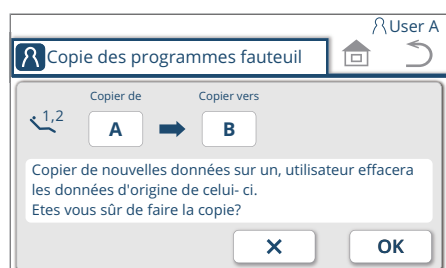 User A
Copie des programmes fauteuil
Copier de Copier vers
1,2
A B
Copier de nouvelles données sur un, utilisateur effacera
les données d'origine de celui- ci.
Etes vous sûr de faire la copie?
X OK